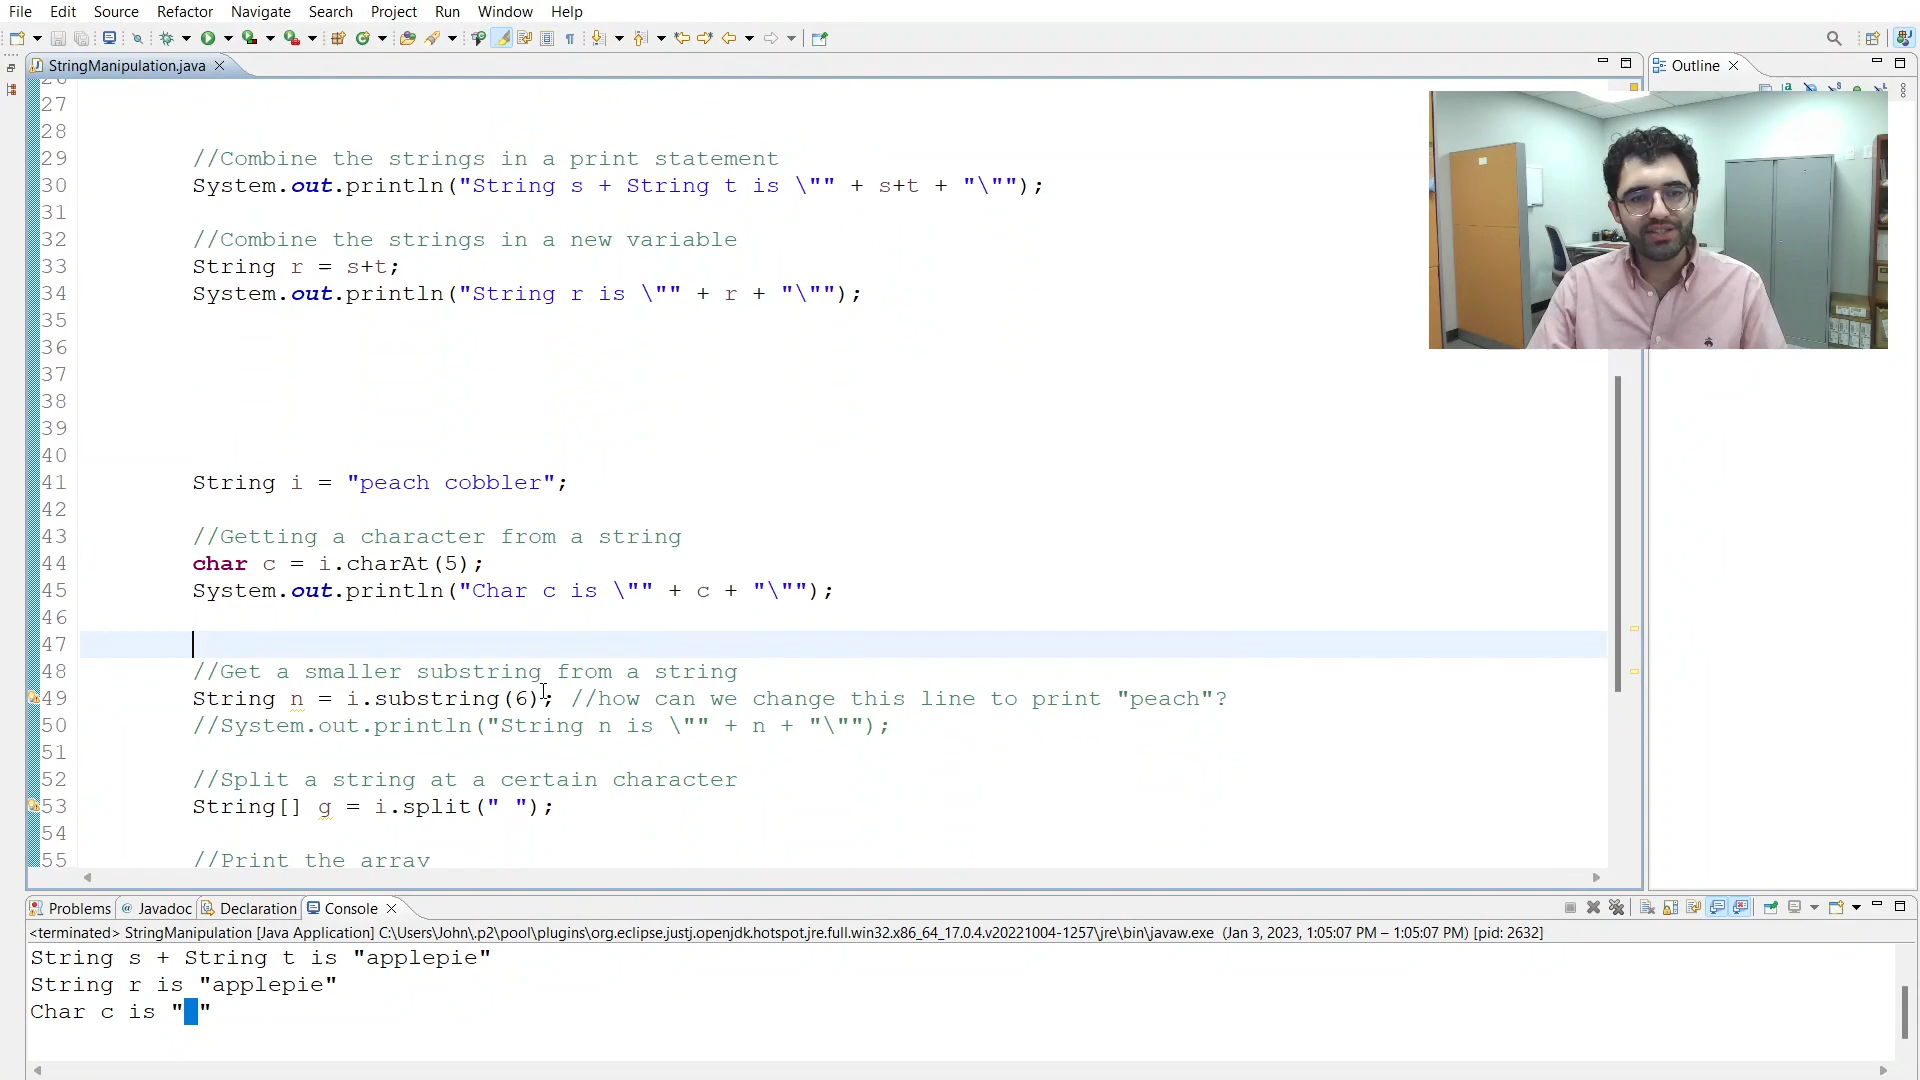 File Edit Source Refactor Navigate Search Project Run Window Help
StringManipulation.java
Outline
26
27
28
29 //Combine the strings in a print statement
30 System.out.println("String s + String t is \"" + s+t + "\"");
31
32 //Combine the strings in a new variable
33 String r = s+t;
34 System.out.println("String r is \"" + r + "\"");
35
36
37
38
39
40
41 String i = "peach cobbler";
42
43 //Getting a character from a string
44 char c = i.charAt(5);
45 System.out.println("Char c is \"" + c + "\"");
46
47
48 //Get a smaller substring from a string
49 String n = i.substring(6); //how can we change this line to print "peach"?
50 //System.out.println("String n is \"" + n + "\"");
51
52 //Split a string at a certain character
53 String[] g = i.split(" ");
54
55 //Print the array
Problems Javadoc Declaration Console
<terminated> StringManipulation [Java Application] C:\Users\John\.p2\pool\plugins\org.eclipse.justj.openjdk.hotspot.jre.full.win32.x86_64_17.0.4.v20221004-1257\jre\bin\javaw.exe (Jan 3, 2023, 1:05:07 PM – 1:05:07 PM) [pid: 2632]
String s + String t is "applepie"
String r is "applepie"
Char c is " "